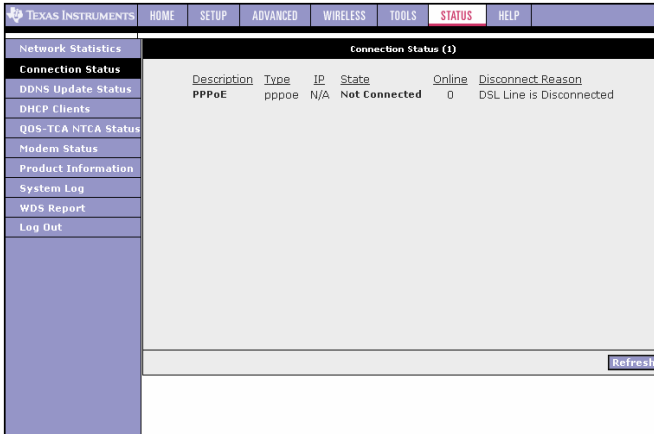 TEXAS INSTRUMENTS HOME SETUP ADVANCED WIRELESS TOOLS STATUS HELP
Network Statistics
Connection Status
DDNS Update Status
DHCP Clients
QOS-TCA NTCA Status
Modem Status
Product Information
System Log
WDS Report
Log Out
Connection Status (1)
Description Type IP State Online Disconnect Reason
PPPoE pppoe N/A Not Connected 0 DSL Line is Disconnected
Refresh